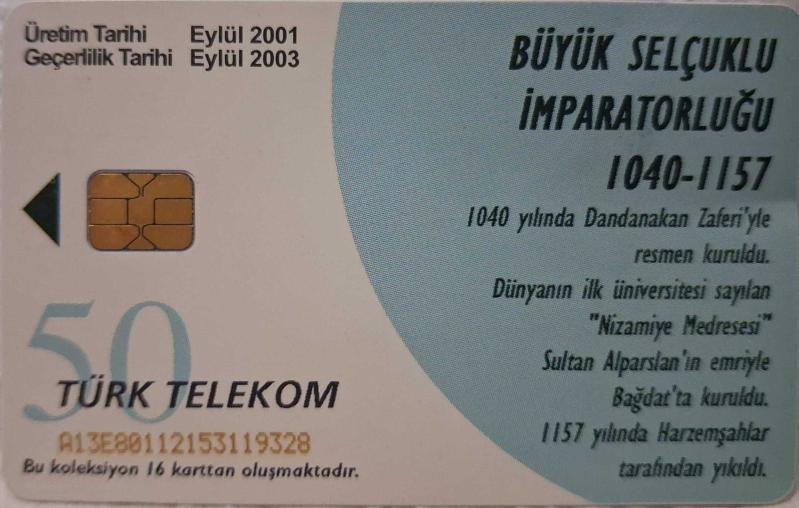 Üretim Tarihi Eylül 2001
Geçerlilik Tarihi Eylül 2003
BÜYÜK SELÇUKLU
İMPARATORLUĞU
1040-1157
1040 yılında Dandanakan Zaferi'yle
resmen kuruldu.
Dünyanın ilk üniversitesi sayılan
"Nizamiye Medresesi"
Sultan Alparslan'ın emriyle
Bağdat'ta kuruldu.
1157 yılında Harzemşahlar
tarafından yıkıldı.
50
TÜRK TELEKOM
A13E80112153119328
Bu koleksiyon 16 karttan oluşmaktadır.